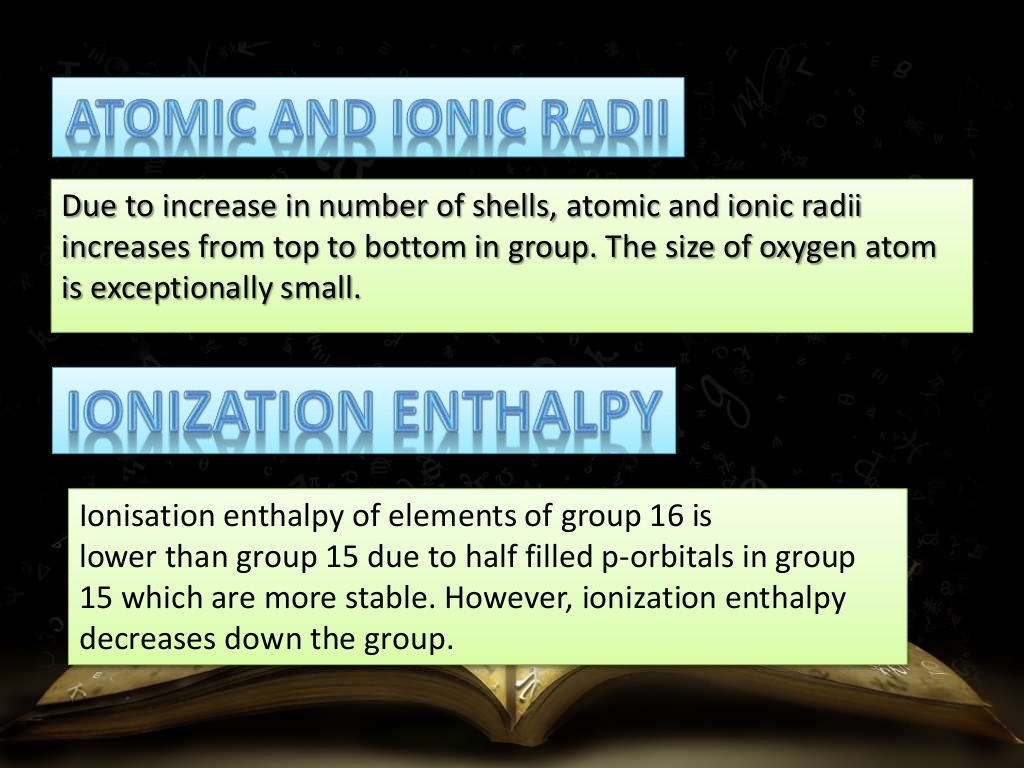 ATOMIC AND IONIC RADII
Due to increase in number of shells, atomic and ionic radii
increases from top to bottom in group. The size of oxygen atom
is exceptionally small.
IONIZATION ENTHALPY
Ionisation enthalpy of elements of group 16 is
lower than group 15 due to half filled p-orbitals in group
15 which are more stable. However, ionization enthalpy
decreases down the group.